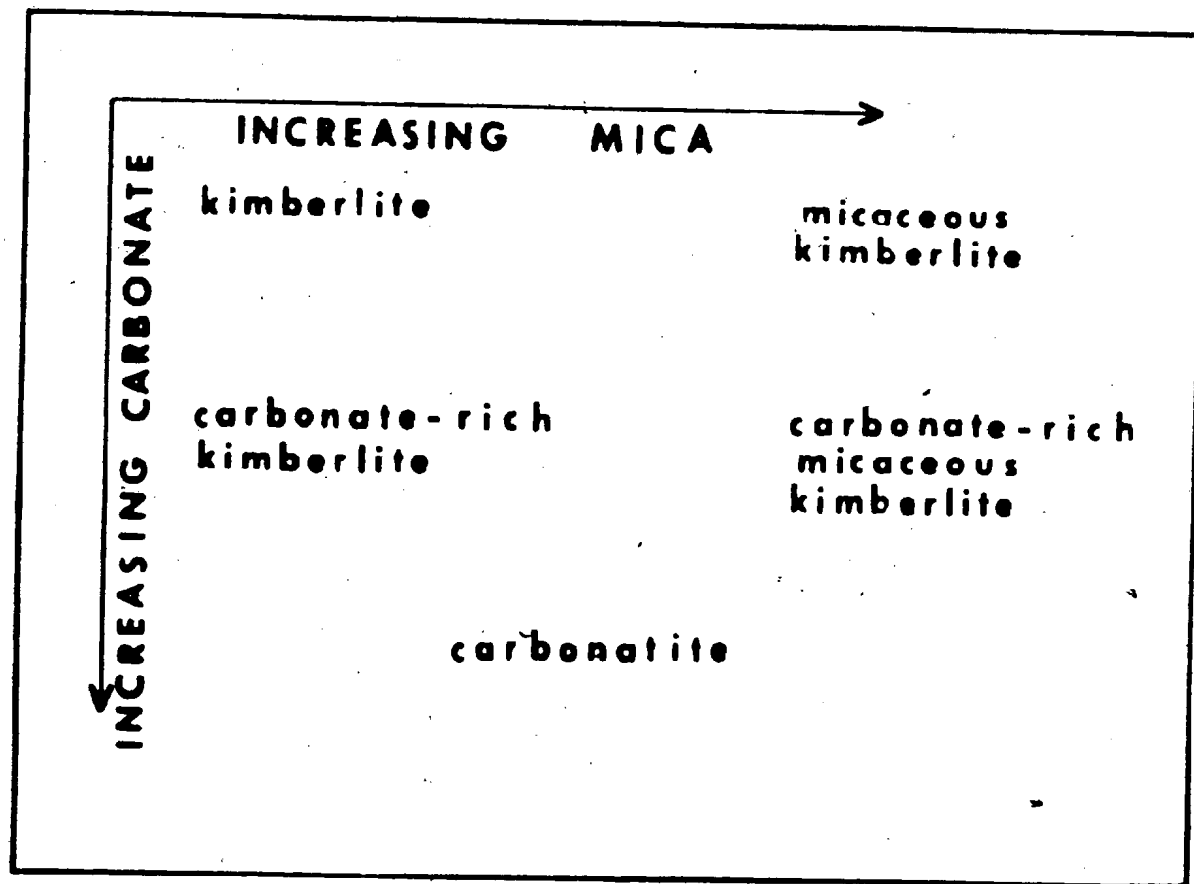 INCREASING MICA
INCREASING CARBONATE
kimberlite
micaceous
kimberlite
carbonate-rich
kimberlite
carbonate-rich
micaceous
kimberlite
carbonatite